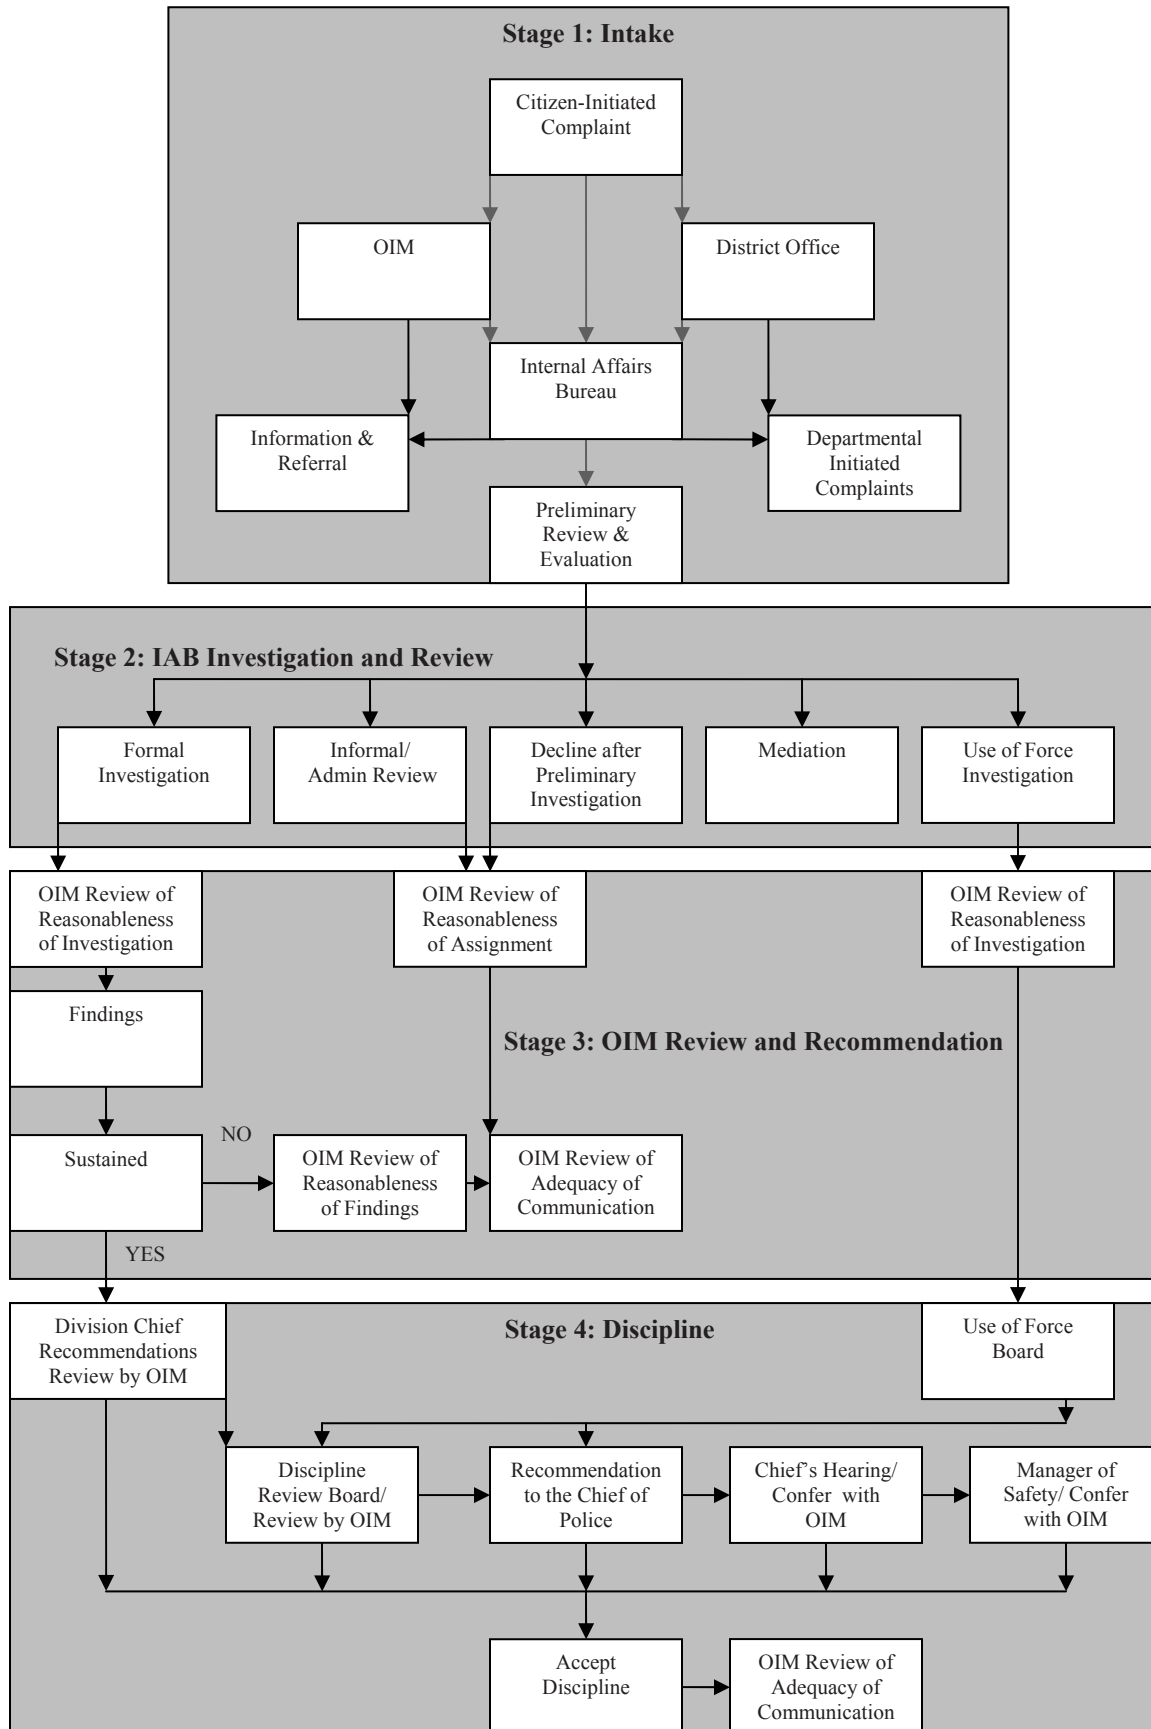 Stage 1: Intake
Citizen-Initiated
Complaint
OIM
District Office
Internal Affairs
Bureau
Information &
Referral
Departmental
Initiated
Complaints
Preliminary
Review &
Evaluation
Stage 2: IAB Investigation and Review
Formal
Investigation
Informal/
Admin Review
Decline after
Preliminary
Investigation
Mediation
Use of Force
Investigation
OIM Review of
Reasonableness
of Investigation
OIM Review of
Reasonableness
of Assignment
OIM Review of
Reasonableness
of Investigation
Findings
Stage 3: OIM Review and Recommendation
Sustained
NO
OIM Review of
Reasonableness
of Findings
OIM Review of
Adequacy of
Communication
YES
Division Chief
Recommendations
Review by OIM
Stage 4: Discipline
Use of Force
Board
Discipline
Review Board/
Review by OIM
Recommendation
to the Chief of
Police
Chief’s Hearing/
Confer with
OIM
Manager of
Safety/ Confer
with OIM
Accept
Discipline
OIM Review of
Adequacy of
Communication